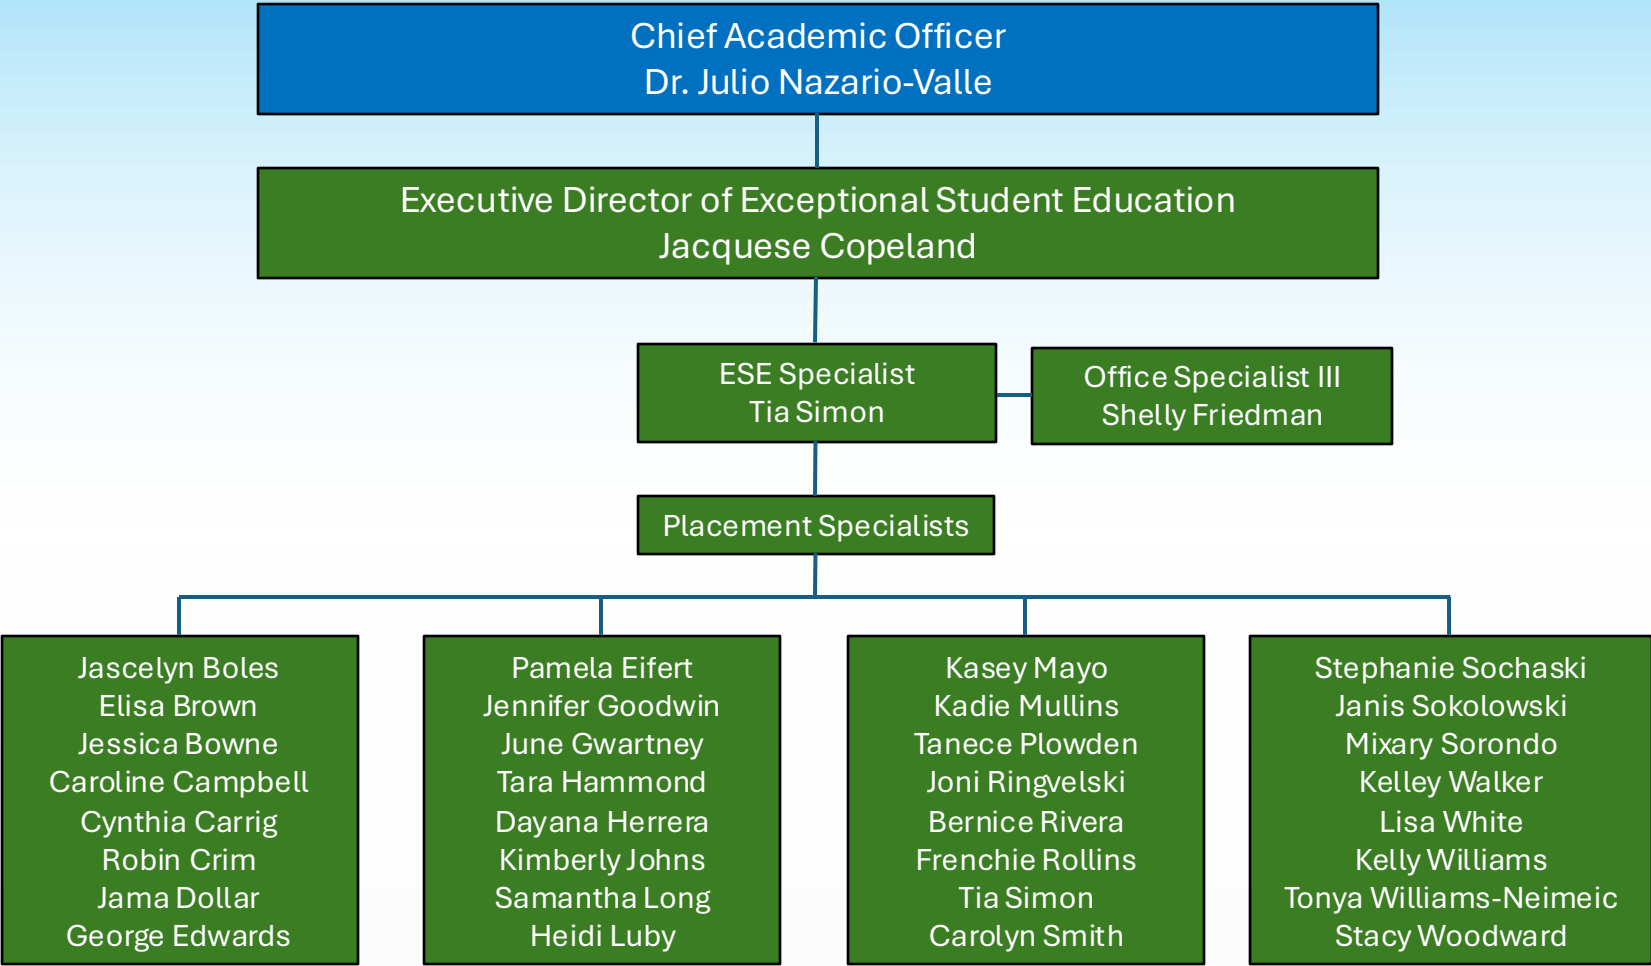 Chief Academic Officer
Dr. Julio Nazario-Valle
Executive Director of Exceptional Student Education
Jacquese Copeland
ESE Specialist
Tia Simon
Office Specialist III
Shelly Friedman
Placement Specialists
Jascelyn Boles
Elisa Brown
Jessica Bowne
Caroline Campbell
Cynthia Carrig
Robin Crim
Jama Dollar
George Edwards
Pamela Eifert
Jennifer Goodwin
June Gwartney
Tara Hammond
Dayana Herrera
Kimberly Johns
Samantha Long
Heidi Luby
Kasey Mayo
Kadie Mullins
Tanece Plowden
Joni Ringvelski
Bernice Rivera
Frenchie Rollins
Tia Simon
Carolyn Smith
Stephanie Sochaski
Janis Sokolowski
Mixary Sorondo
Kelley Walker
Lisa White
Kelly Williams
Tonya Williams-Neimeic
Stacy Woodward